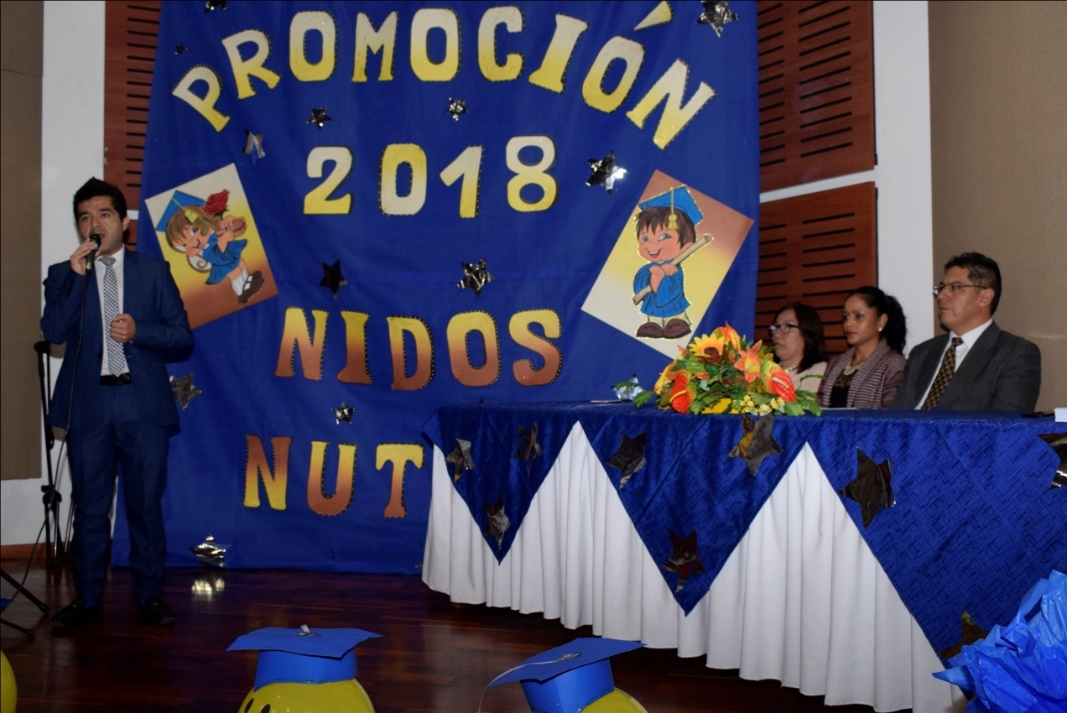 PROMOCIÓN
2018
NIDOS
NUT